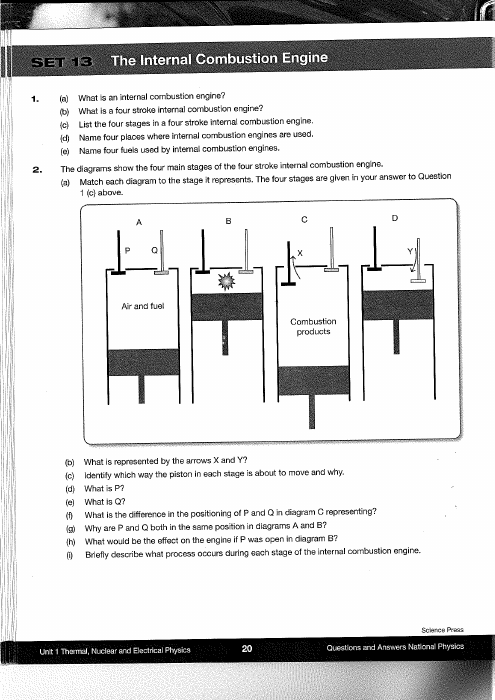 SET 13 The Internal Combustion Engine
1. (a) What is an internal combustion engine?
(b) What is a four stroke internal combustion engine?
(c) List the four stages in a four stroke internal combustion engine.
(d) Name four places where internal combustion engines are used.
(e) Name four fuels used by internal combustion engines.
2. The diagrams show the four main stages of the four stroke internal combustion engine.
(a) Match each diagram to the stage it represents. The four stages are given in your answer to Question
1 (c) above.
A B C D
P Q X Y
Air and fuel
Combustion
products
(b) What is represented by the arrows X and Y?
(c) Identify which way the piston in each stage is about to move and why.
(d) What is P?
(e) What is Q?
(f) What is the difference in the positioning of P and Q in diagram C representing?
(g) Why are P and Q both in the same position in diagrams A and B?
(h) What would be the effect on the engine if P was open in diagram B?
(i) Briefly describe what process occurs during each stage of the internal combustion engine.
Science Press
Unit 1 Thermal, Nuclear and Electrical Physics 20 Questions and Answers National Physics